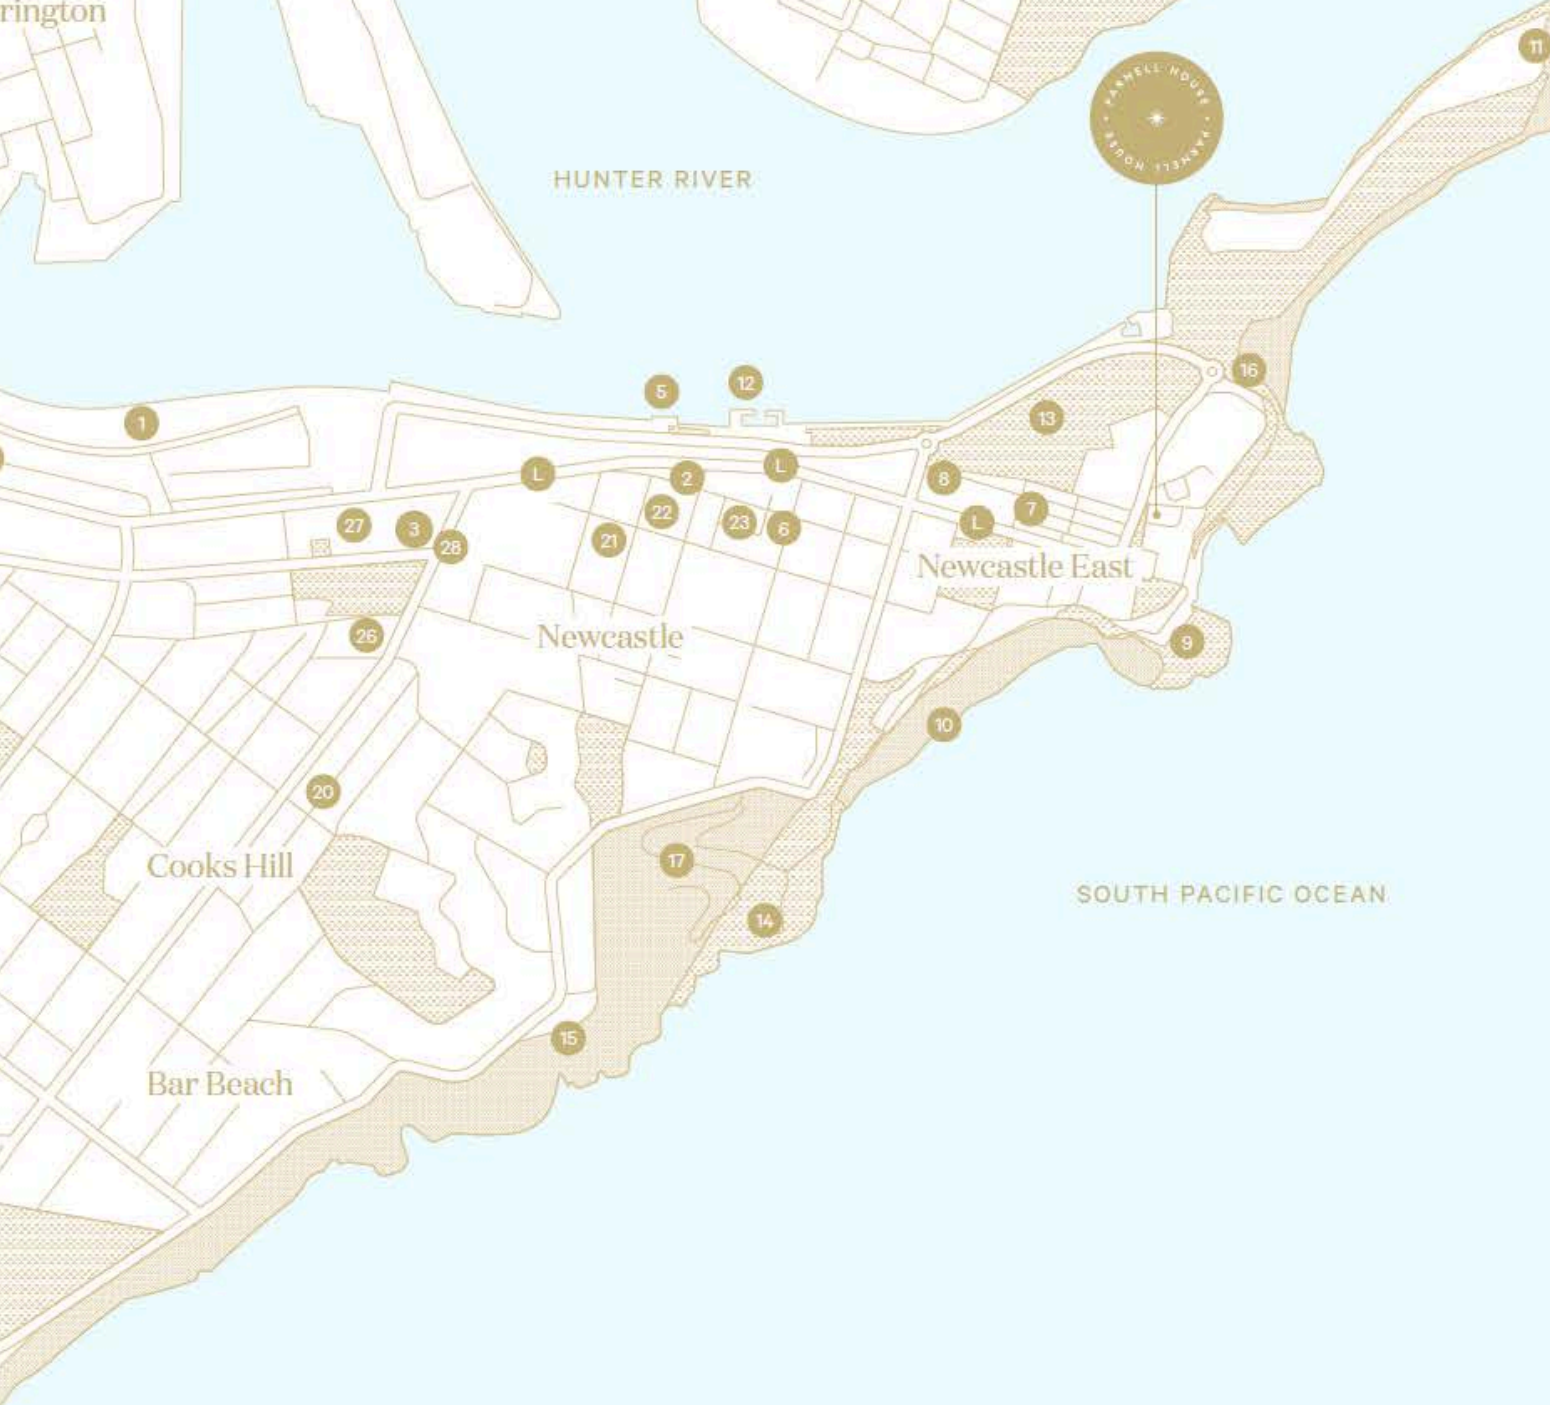 rington
11
PARNELL HOUSE • PARNELL HOUSE •
HUNTER RIVER
16
12
5
13
1
L
L
2
8
22
7
23
L
27
3
6
28
21
Newcastle East
26
Newcastle
9
10
20
17
Cooks Hill
SOUTH PACIFIC OCEAN
14
15
Bar Beach